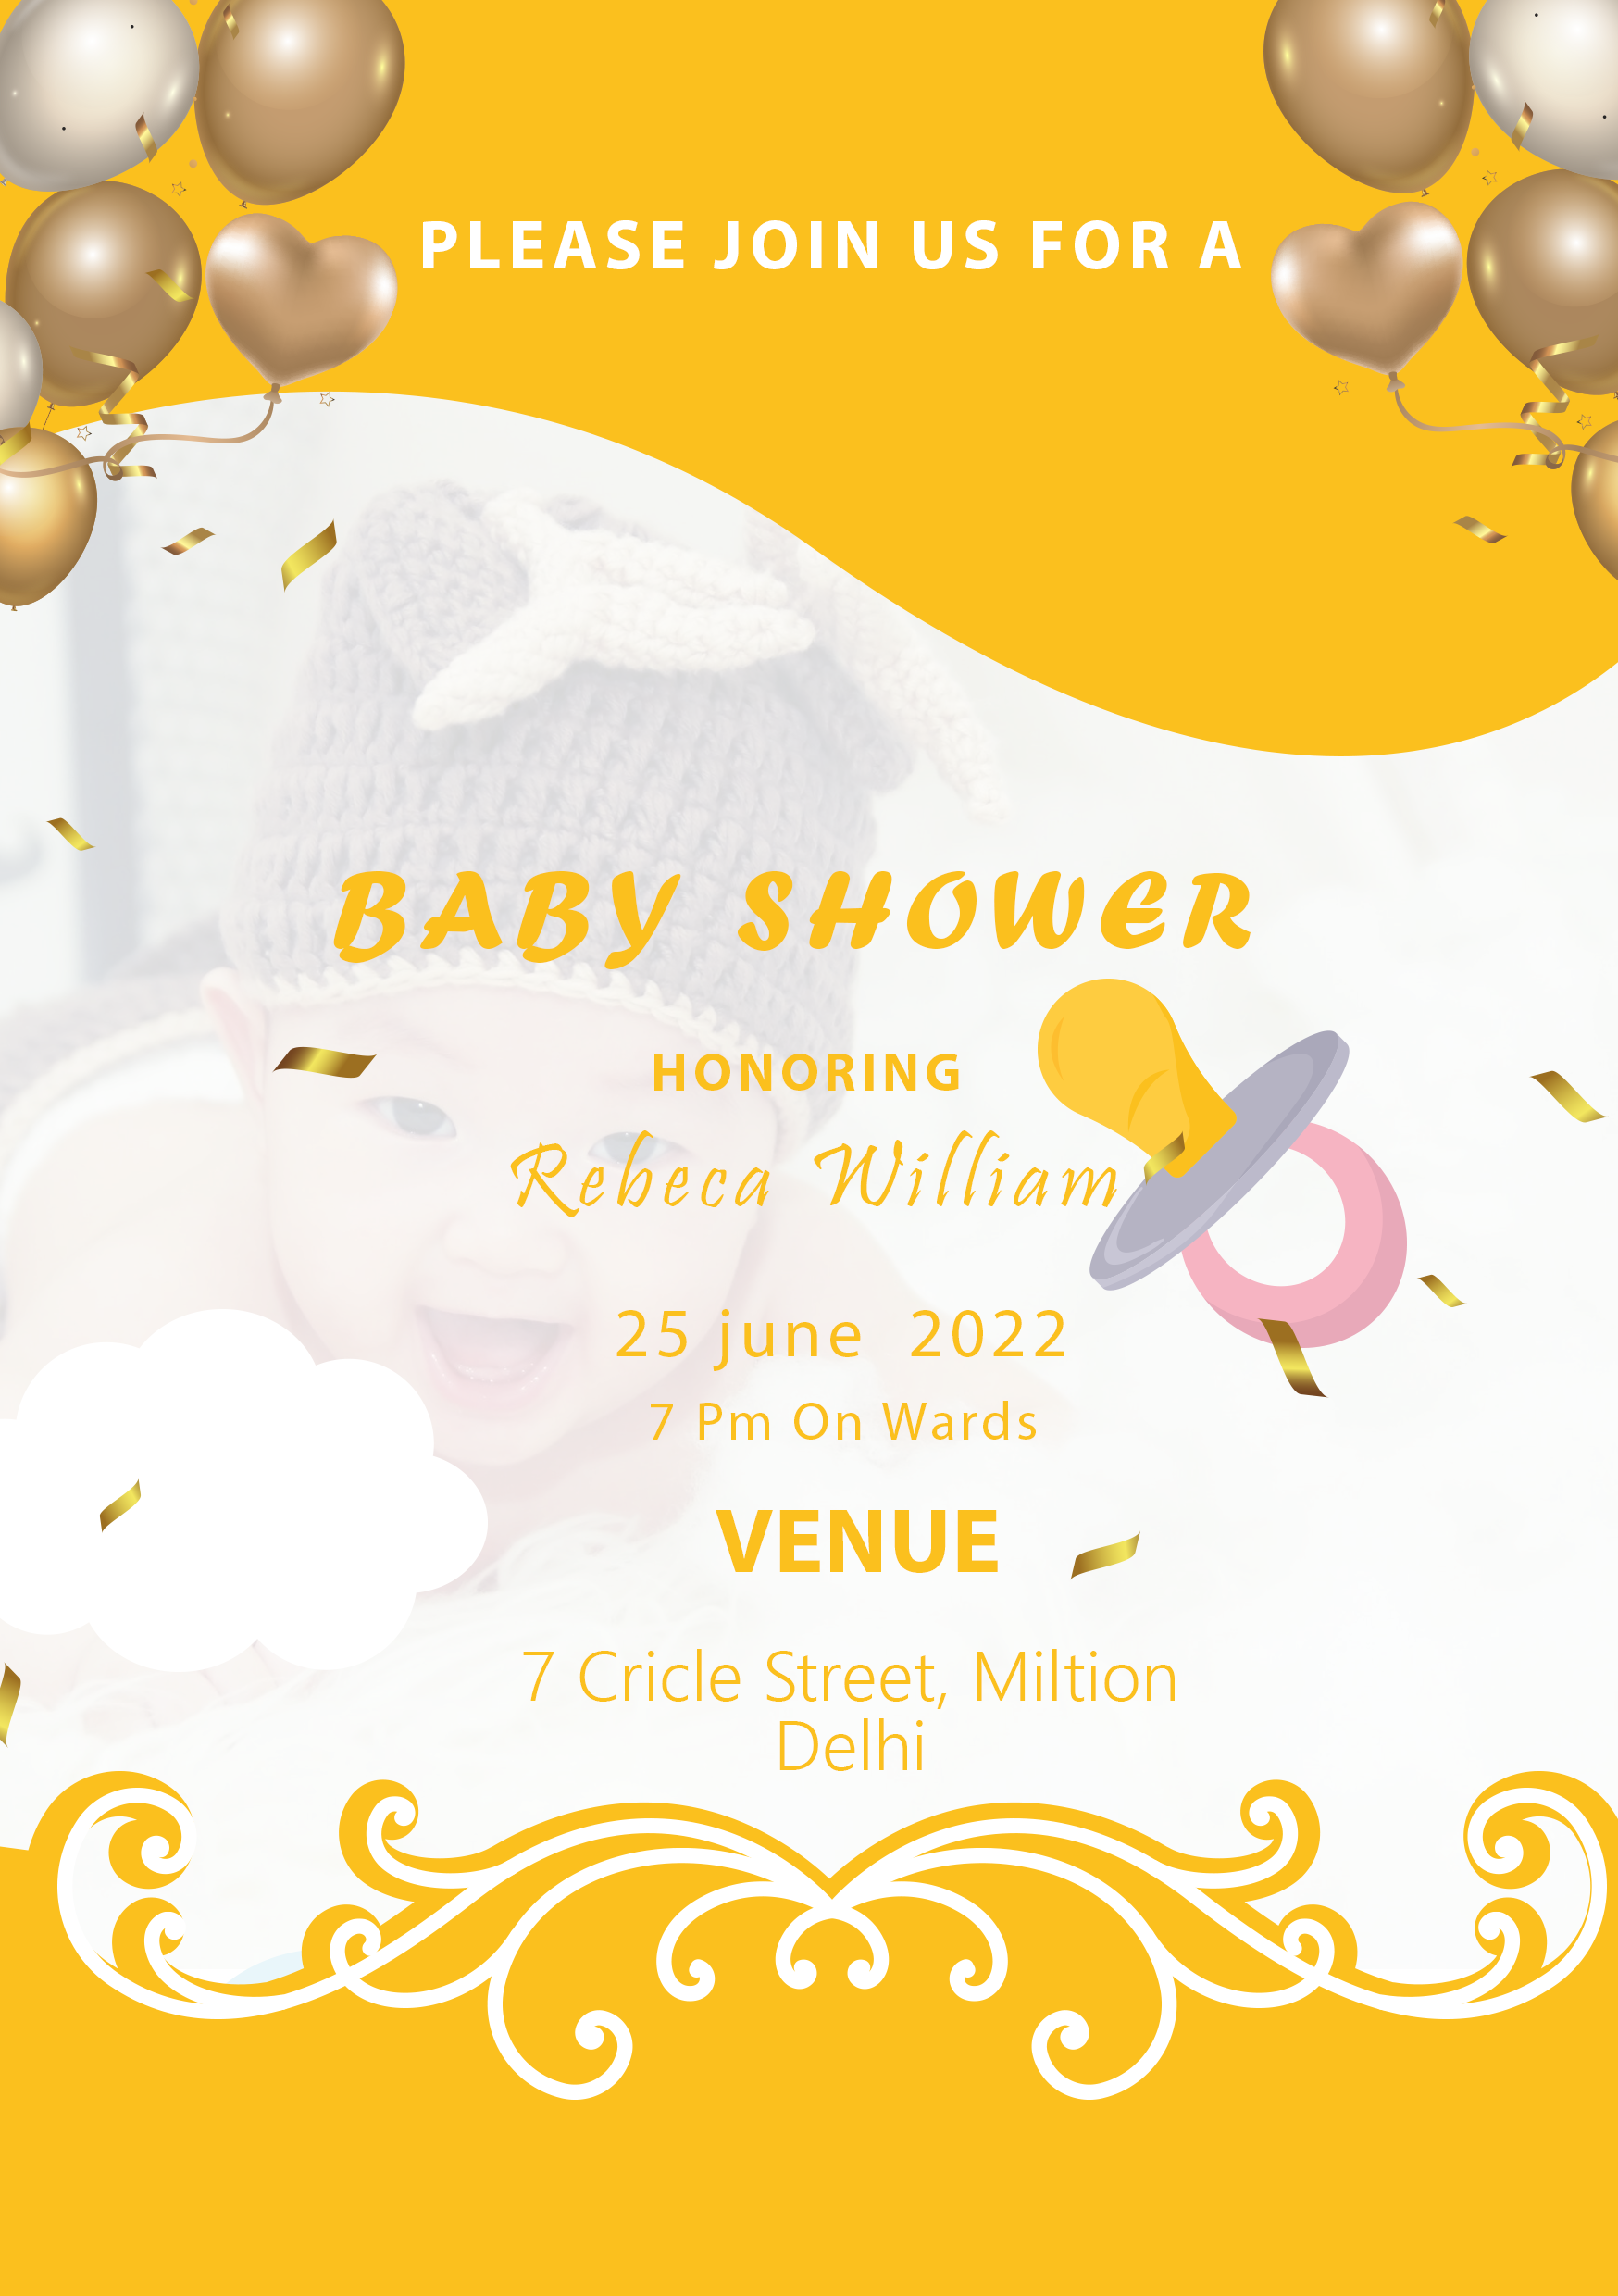 PLEASE JOIN US FOR A
BABY SHOWER
HONORING
Rebeca William
25 june 2022
7 Pm On Wards
VENUE
7 Cricle Street, Miltion
Delhi